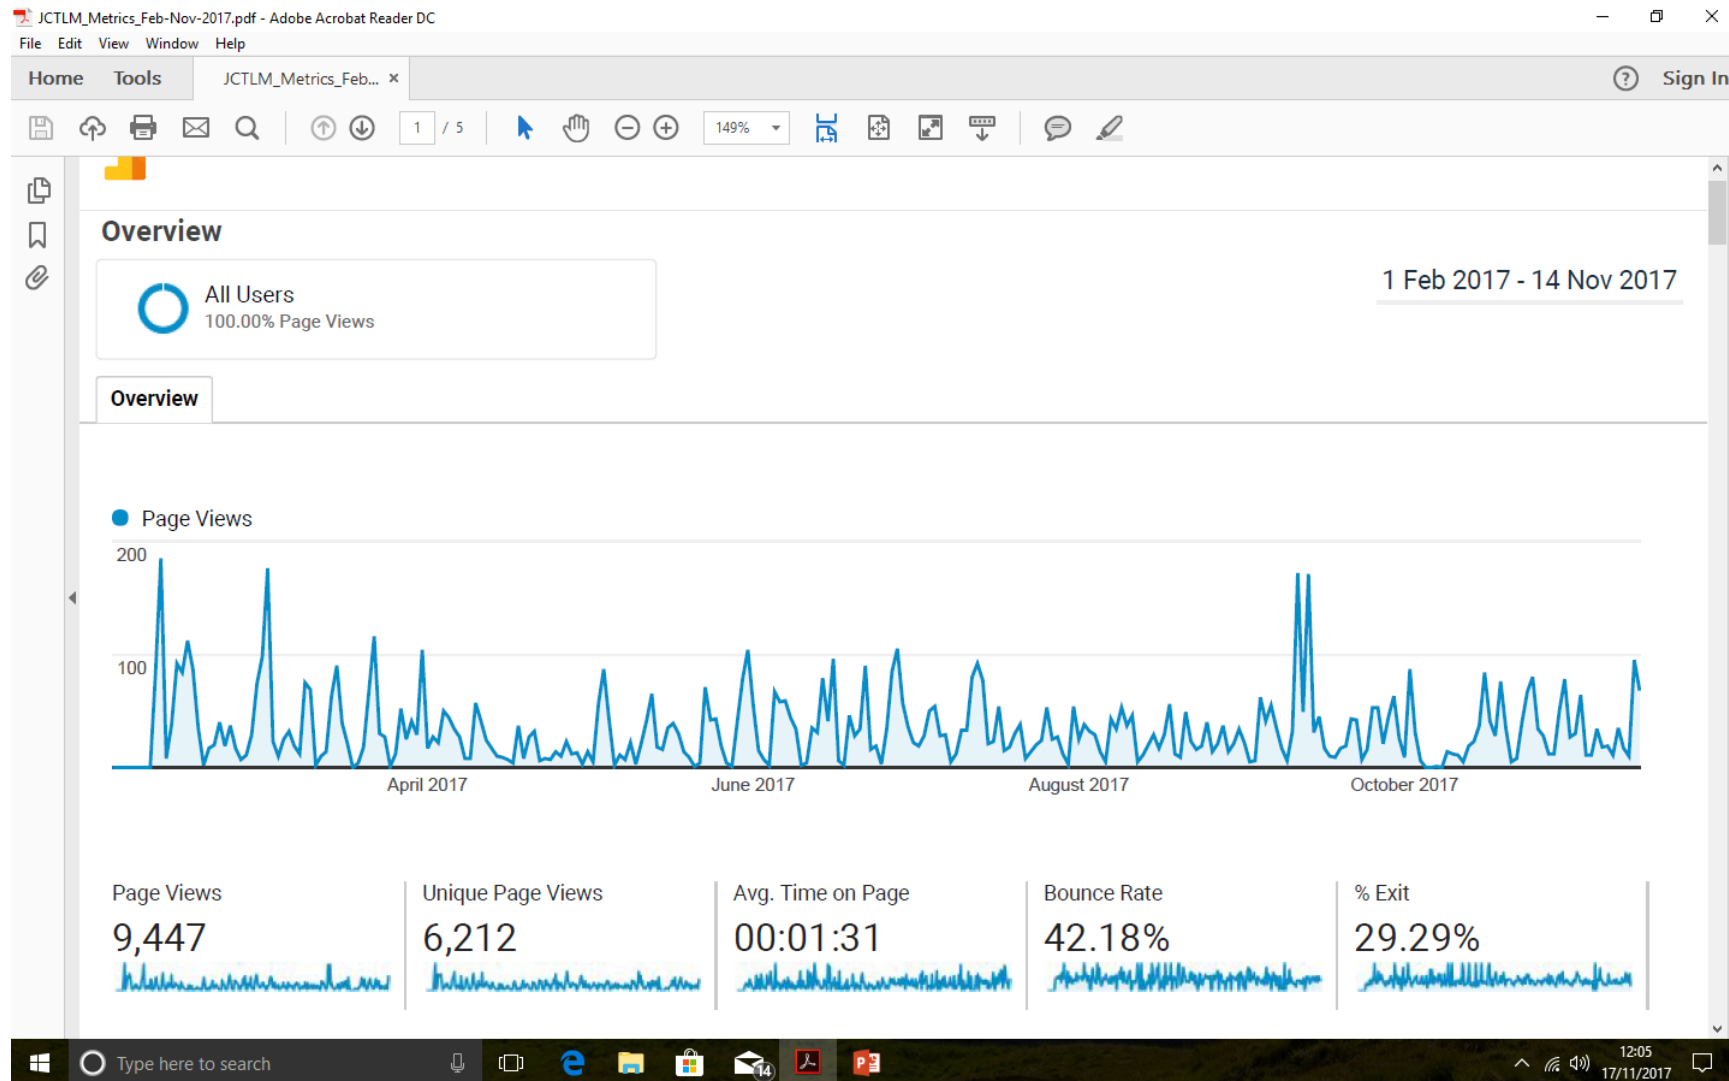 JCTLM_Metrics_Feb-Nov-2017.pdf - Adobe Acrobat Reader DC
File Edit View Window Help
Home Tools JCTLM_Metrics_Feb... × ? Sign In
1 / 5 149%
Overview
All Users
100.00% Page Views
1 Feb 2017 - 14 Nov 2017
Overview
Page Views
200
100
April 2017 June 2017 August 2017 October 2017
Page Views Unique Page Views Avg. Time on Page Bounce Rate % Exit
9,447 6,212 00:01:31 42.18% 29.29%
Type here to search 14 12:05
17/11/2017